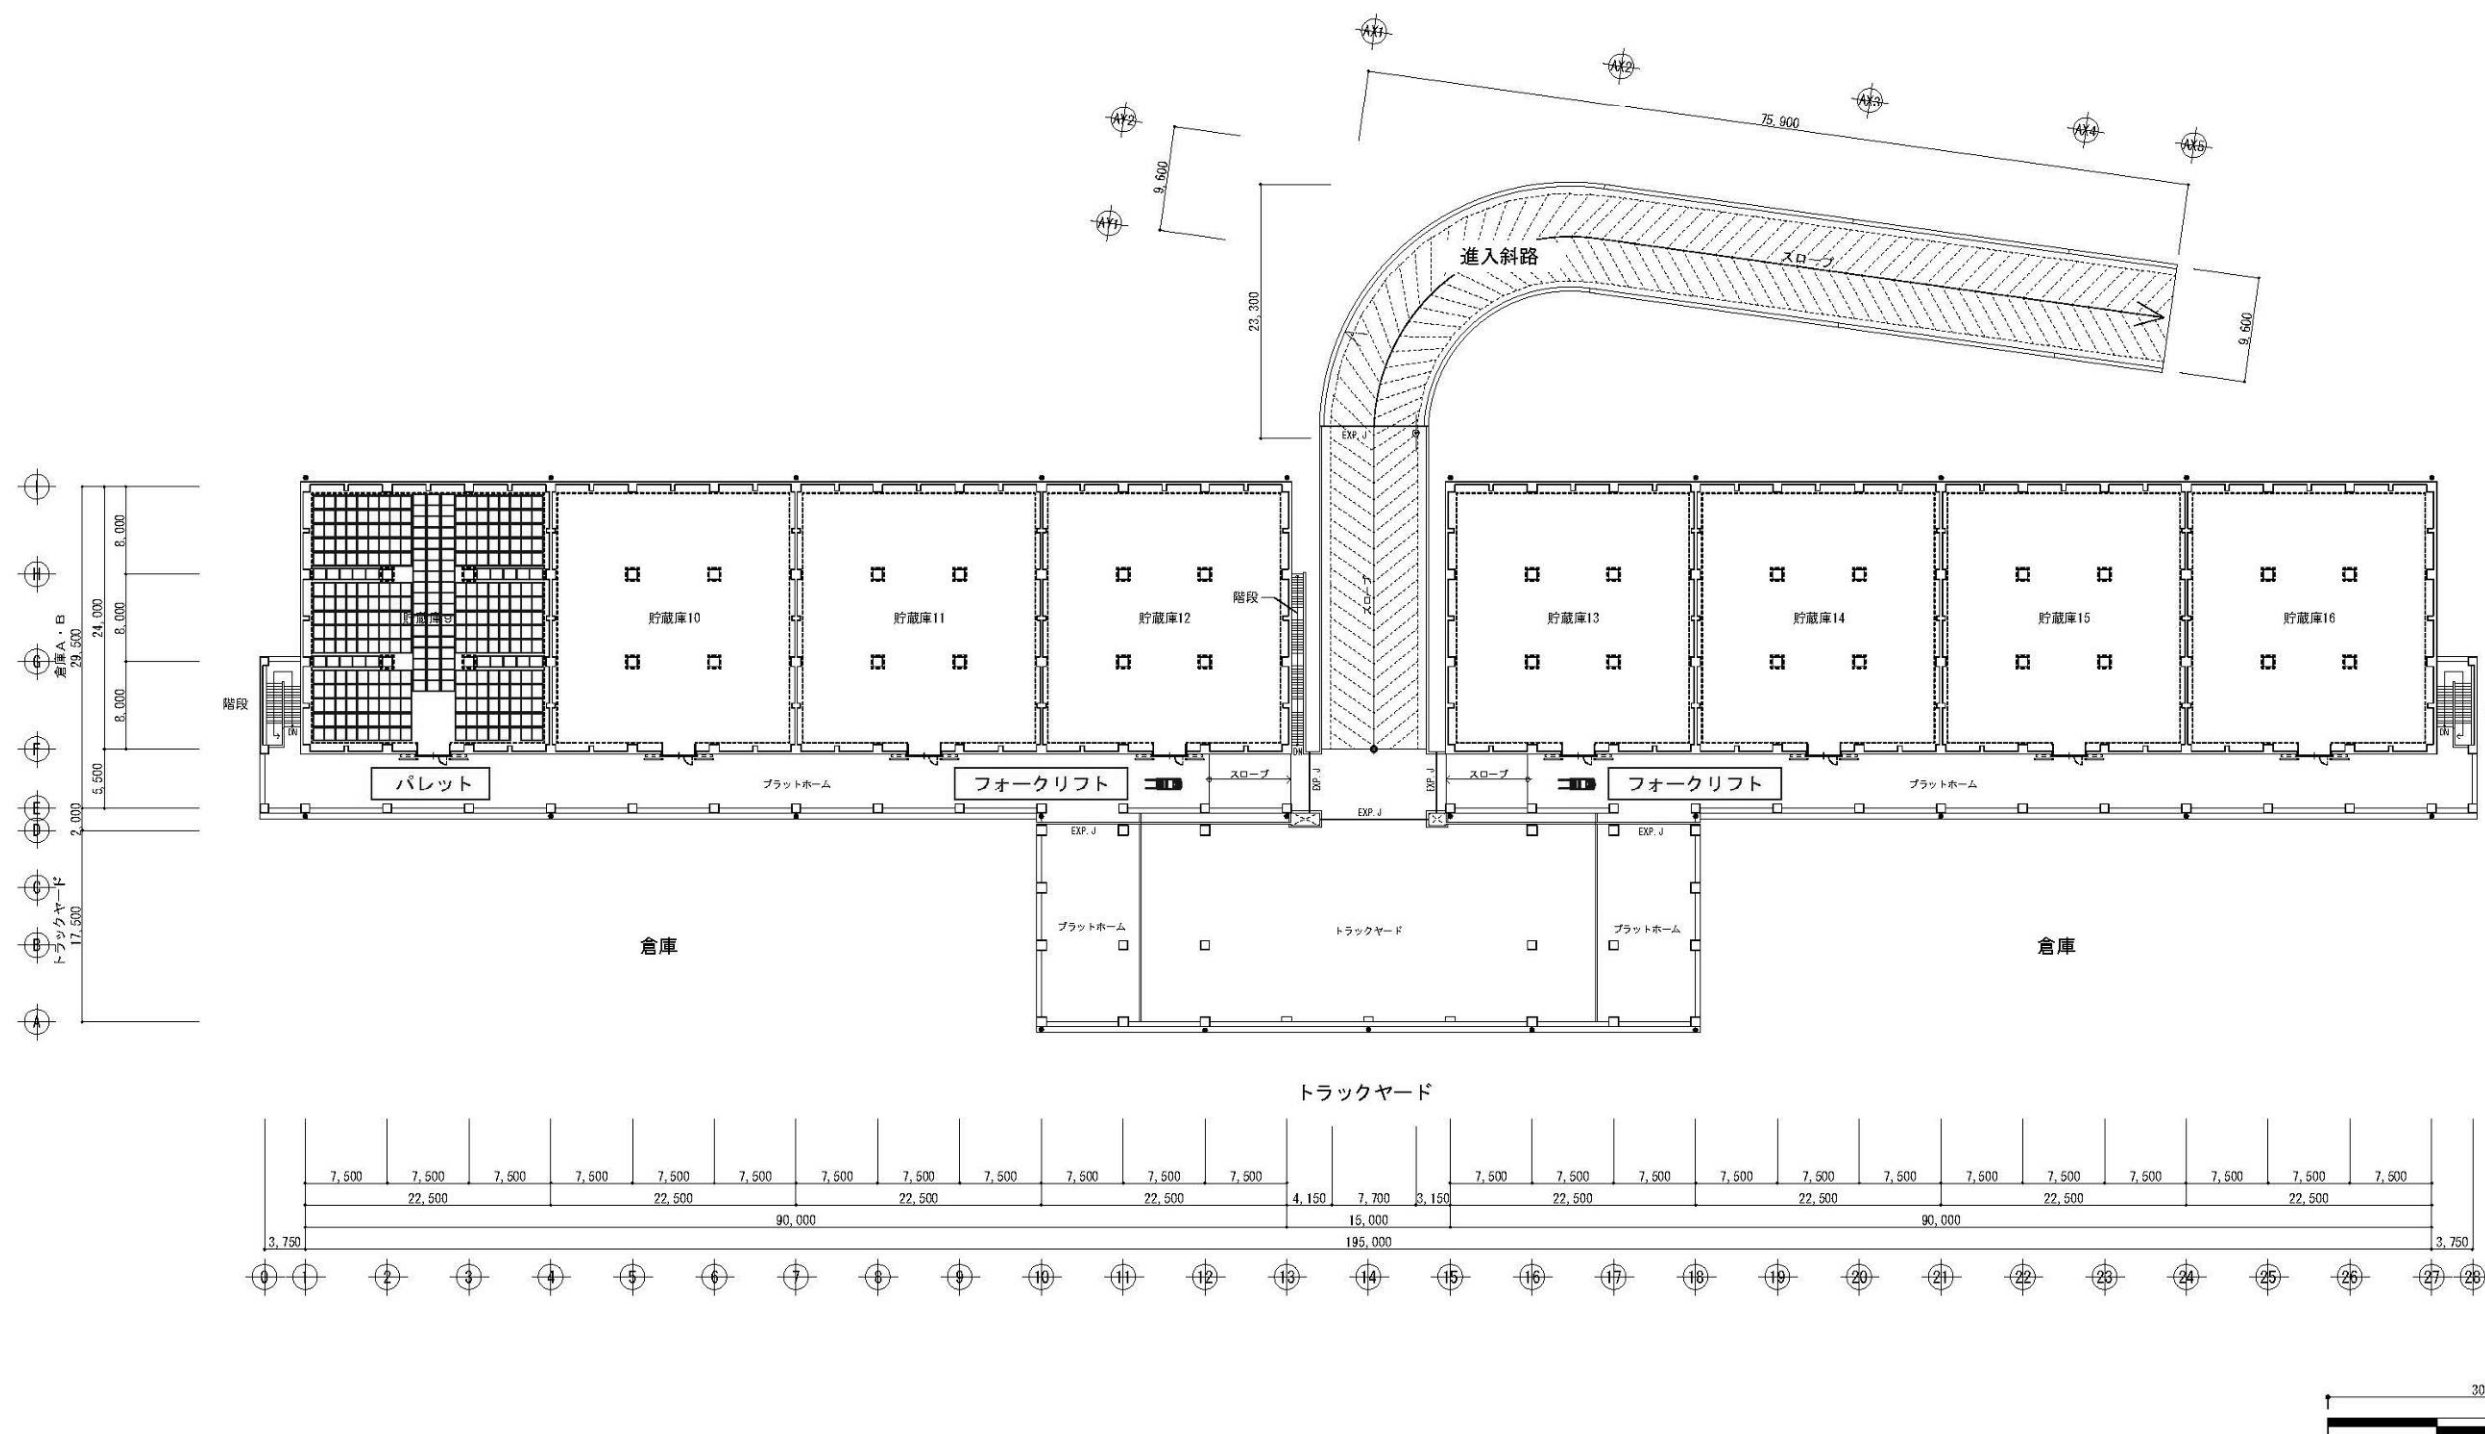 AX1
AX2
AX3
AX4
AX5
75,900
AY2
AY1
9,600
23,300
進入斜路
スロープ
9,600
EXP.J
I
H
G
F
E
D
C
B
A
8,000
8,000
8,000
24,000
5,500
倉庫A・B
29,500
2,000
トラックヤード
17,500
貯蔵庫9
貯蔵庫10
貯蔵庫11
貯蔵庫12
階段
スロープ
貯蔵庫13
貯蔵庫14
貯蔵庫15
貯蔵庫16
階段
DN
DN
DN
パレット
プラットホーム
フォークリフト
スロープ
EXP.J
EXP.J
スロープ
フォークリフト
プラットホーム
EXP.J
EXP.J
EXP.J
プラットホーム
トラックヤード
プラットホーム
倉庫
倉庫
トラックヤード
7,500 7,500 7,500 7,500 7,500 7,500 7,500 7,500 7,500 7,500 7,500 7,500 7,500 7,500 7,500 7,500 7,500 7,500 7,500 7,500 7,500 7,500 7,500 7,500
22,500 22,500 22,500 22,500 4,150 7,700 3,150 22,500 22,500 22,500 22,500
90,000 15,000 90,000
3,750 195,000 3,750
0 1 2 3 4 5 6 7 8 9 10 11 12 13 14 15 16 17 18 19 20 21 22 23 24 25 26 27 28
30